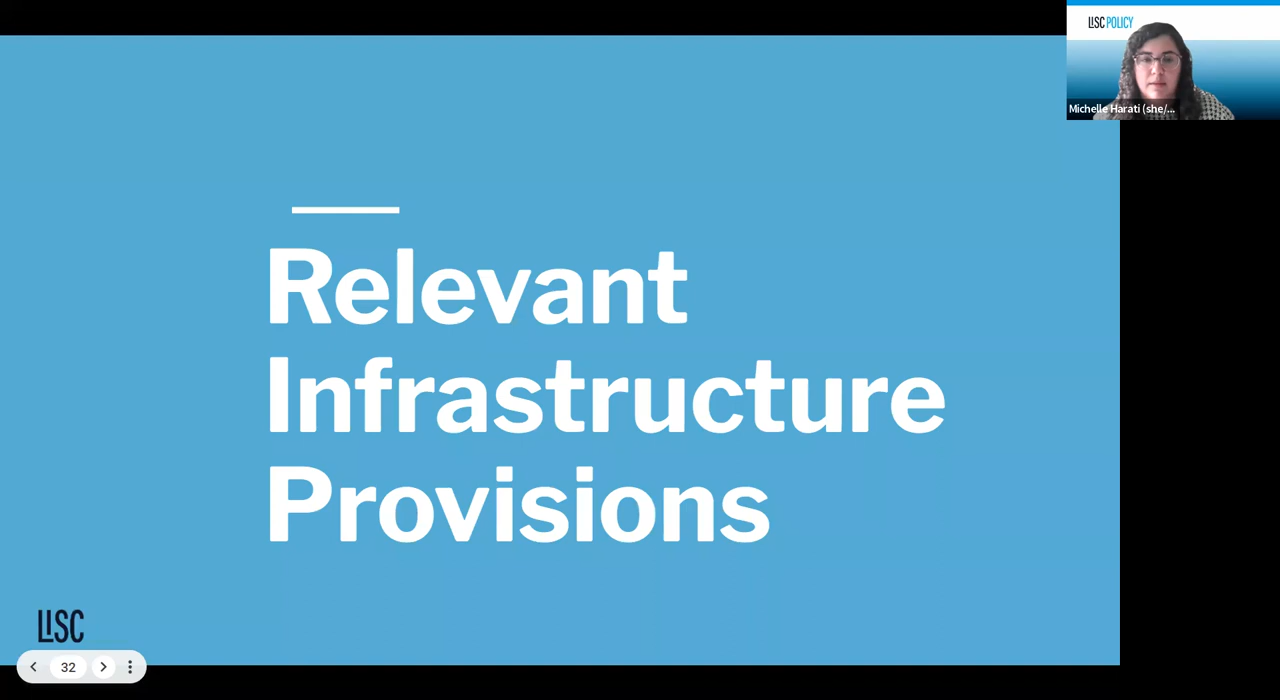 LISC POLICY
Michelle Harati (she/...
Relevant
Infrastructure
Provisions
LISC
32